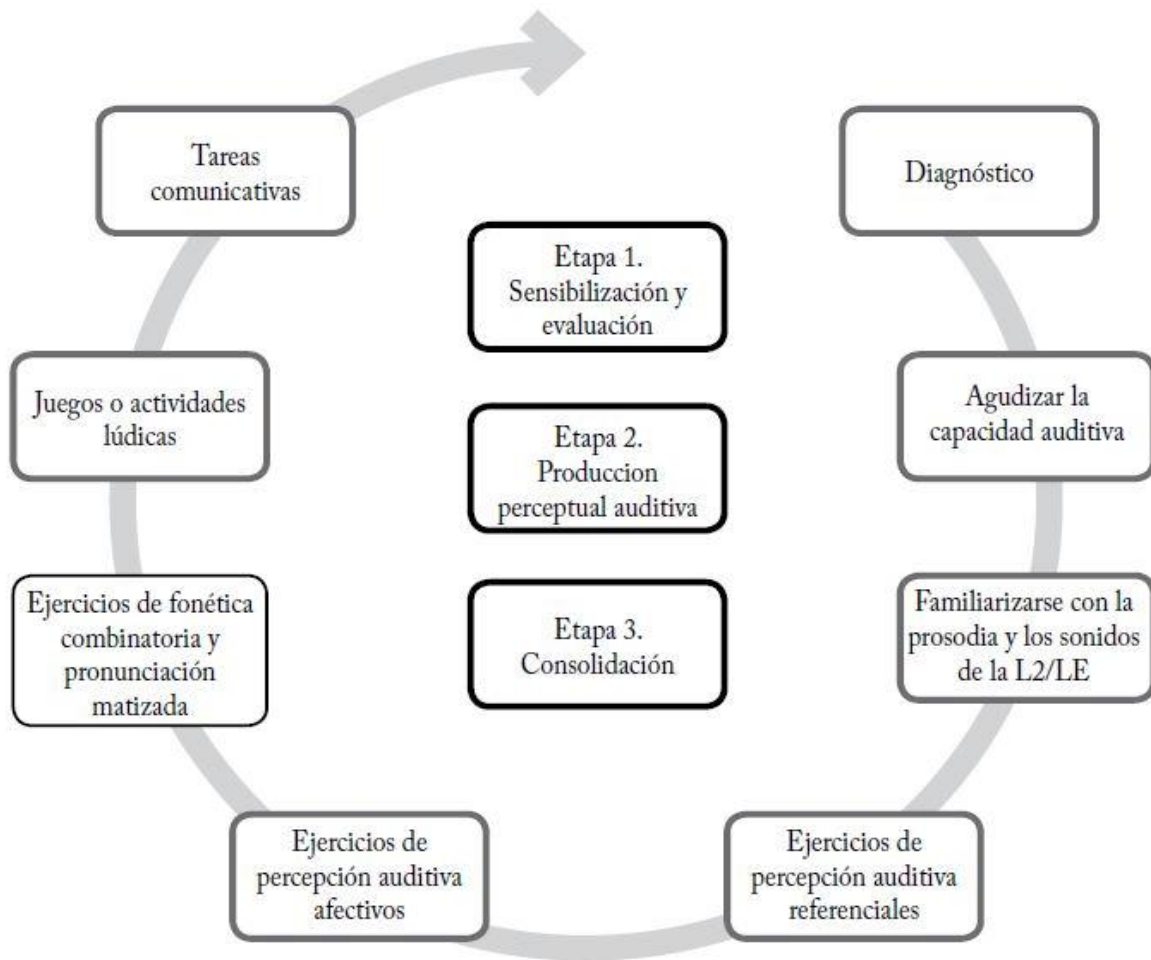 Diagnóstico
Agudizar la
capacidad auditiva
Familiarizarse con la
prosodia y los sonidos
de la L2/LE
Ejercicios de
percepción auditiva
referenciales
Ejercicios de
percepción auditiva
afectivos
Ejercicios de fonética
combinatoria y
pronunciación
matizada
Juegos o actividades
lúdicas
Tareas
comunicativas
Etapa 1.
Sensibilización y
evaluación
Etapa 2.
Produccion
perceptual auditiva
Etapa 3.
Consolidación